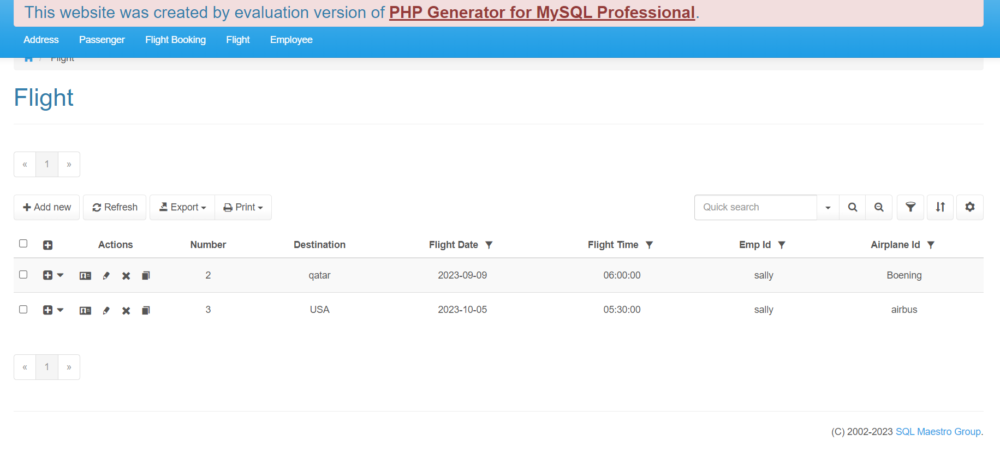 This website was created by evaluation version of PHP Generator for MySQL Professional.
Address Passenger Flight Booking Flight Employee
/ Flight
Flight
« 1 »
Add new Refresh Export Print Quick search
Actions Number Destination Flight Date Flight Time Emp Id Airplane Id
2 qatar 2023-09-09 06:00:00 sally Boening
3 USA 2023-10-05 05:30:00 sally airbus
« 1 »
(C) 2002-2023 SQL Maestro Group.